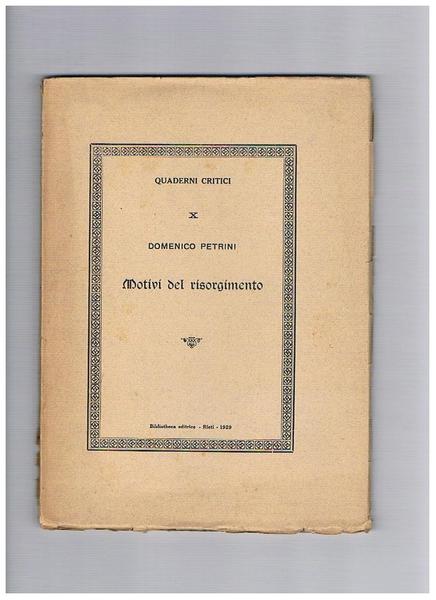 QUADERNI CRITICI
X
DOMENICO PETRINI
Motivi del risorgimento
Bibliotheca editrice - Rieti - 1929